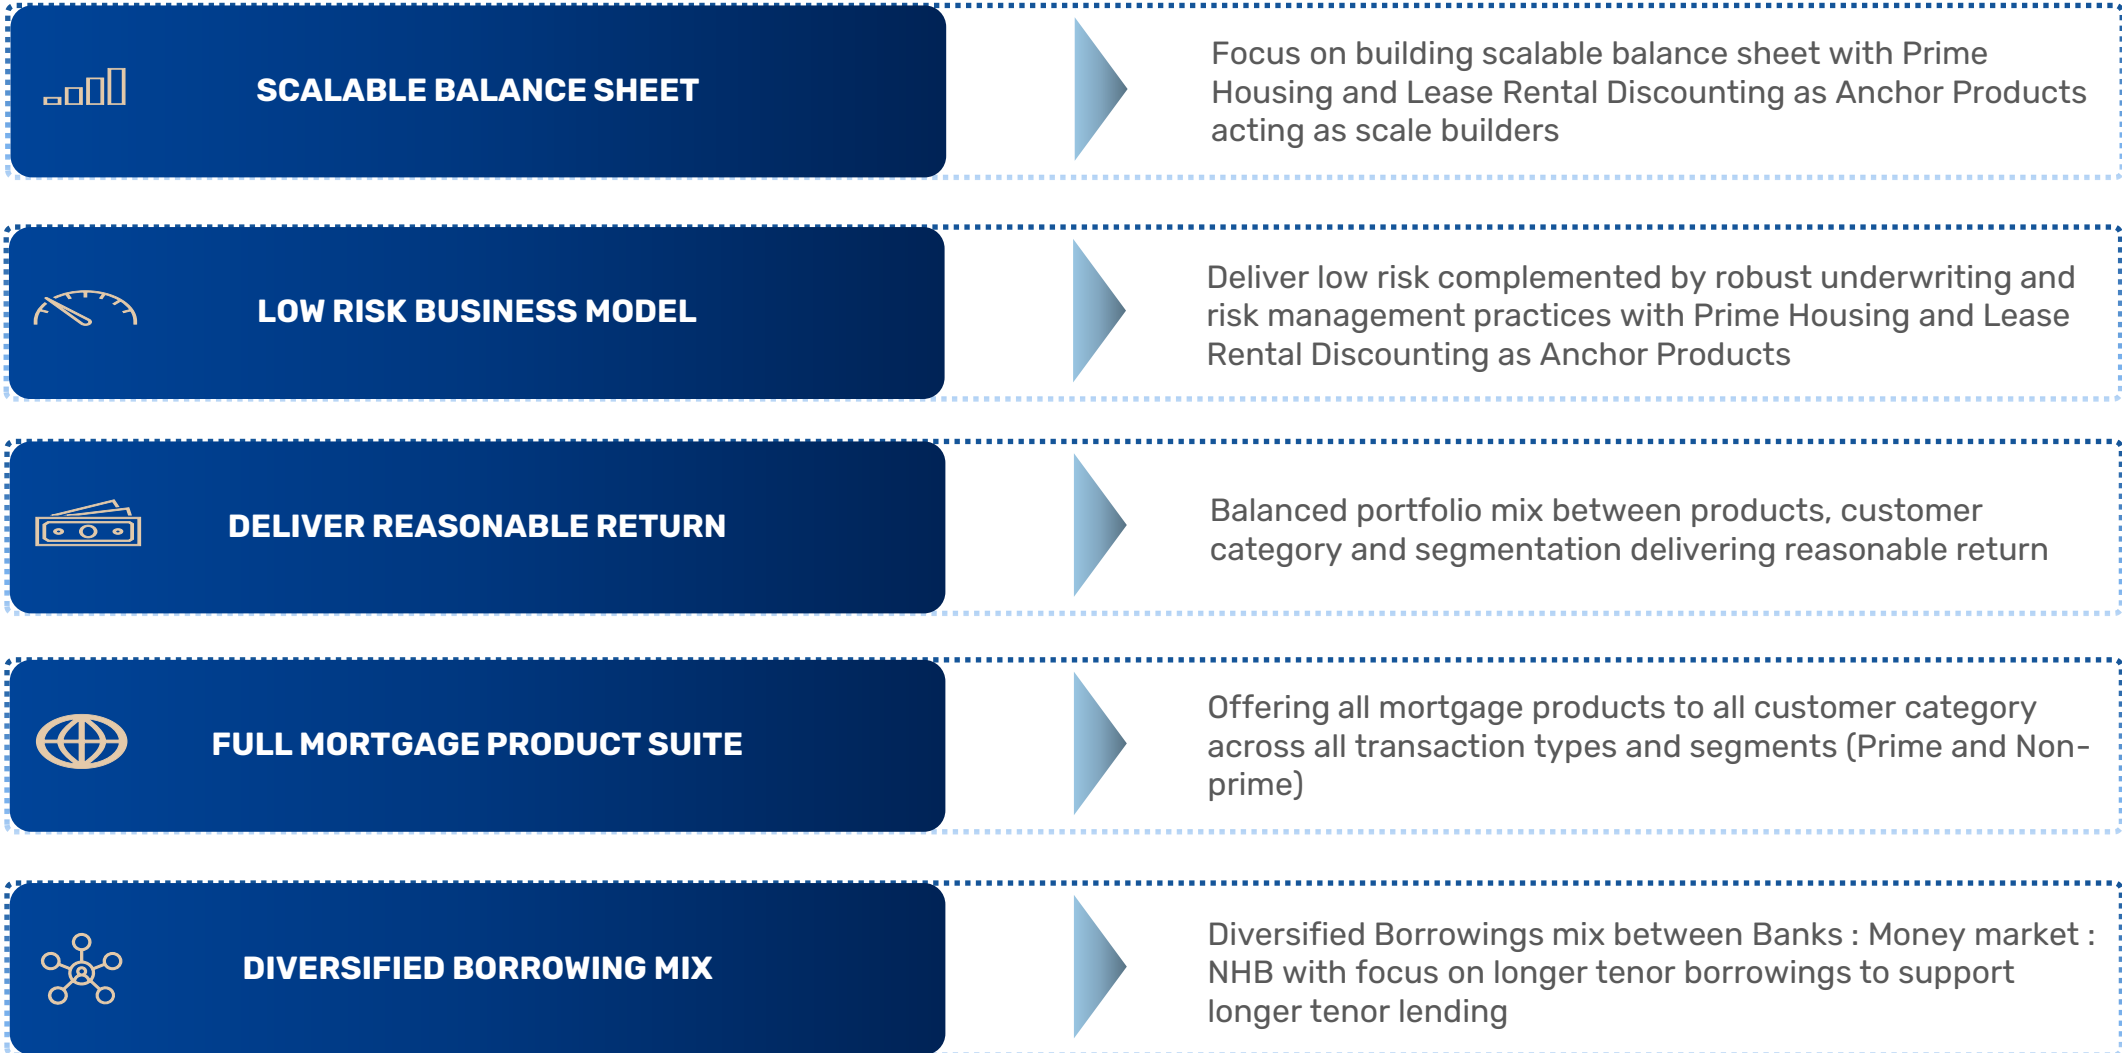 SCALABLE BALANCE SHEET
Focus on building scalable balance sheet with Prime
Housing and Lease Rental Discounting as Anchor Products
acting as scale builders
LOW RISK BUSINESS MODEL
Deliver low risk complemented by robust underwriting and
risk management practices with Prime Housing and Lease
Rental Discounting as Anchor Products
DELIVER REASONABLE RETURN
Balanced portfolio mix between products, customer
category and segmentation delivering reasonable return
FULL MORTGAGE PRODUCT SUITE
Offering all mortgage products to all customer category
across all transaction types and segments (Prime and Non-
prime)
DIVERSIFIED BORROWING MIX
Diversified Borrowings mix between Banks : Money market :
NHB with focus on longer tenor borrowings to support
longer tenor lending